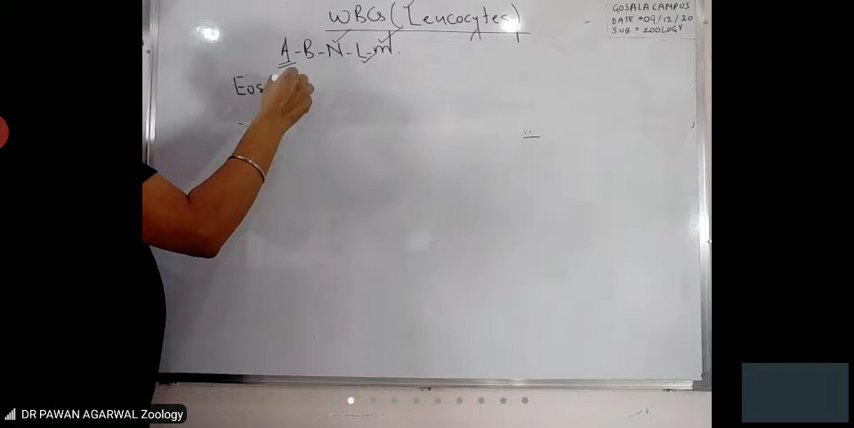 WBCs (Leucocytes)
GOSALA CAMPUS
DATE • 09/12/20
SUB • ZOOLOGY
A-B-N-L-m.
Eos
DR PAWAN AGARWAL Zoology